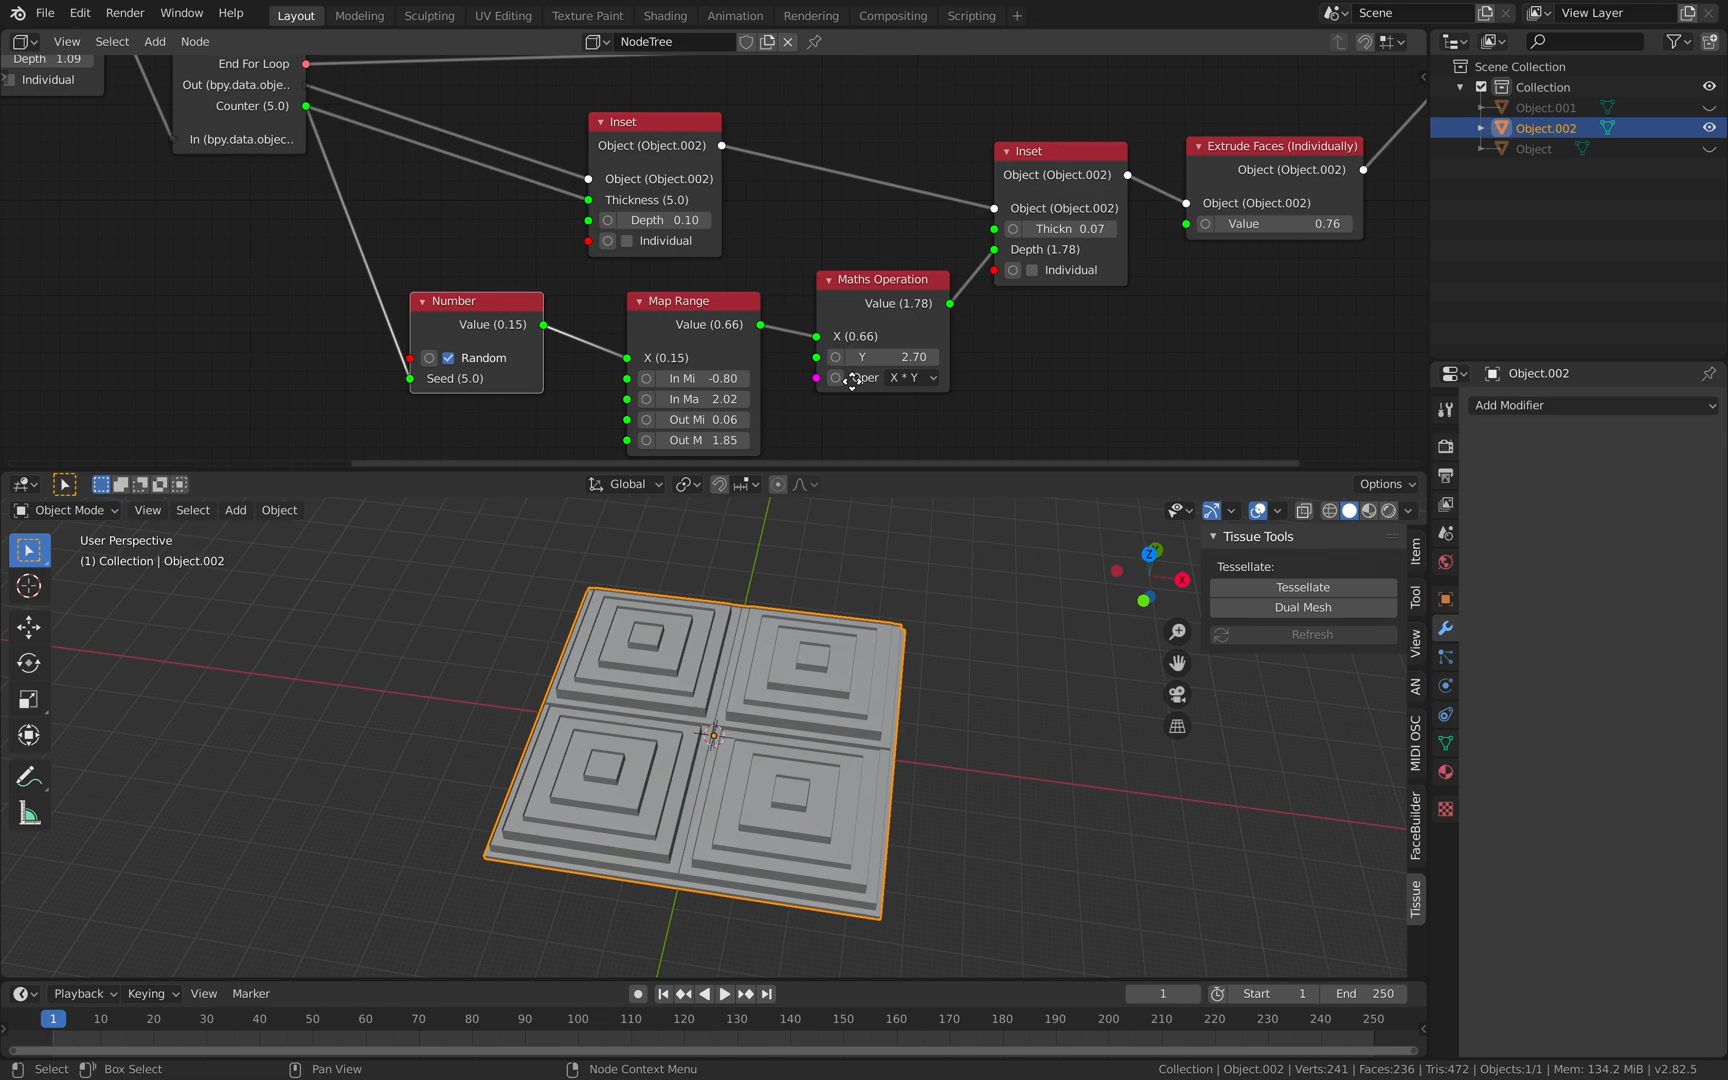 File Edit Render Window Help Layout Modeling Sculpting UV Editing Texture Paint Shading Animation Rendering Compositing Scripting + Scene View Layer
View Select Add Node NodeTree
Depth 1.09
Individual
End For Loop
Out (bpy.data.obje..
Counter (5.0)
In (bpy.data.objec..
Inset
Object (Object.002)
Object (Object.002)
Thickness (5.0)
Depth 0.10
Individual
Number
Value (0.15)
Random
Seed (5.0)
Map Range
Value (0.66)
X (0.15)
In Mi -0.80
In Ma 2.02
Out Mi 0.06
Out M 1.85
Maths Operation
Value (1.78)
X (0.66)
Y 2.70
X * Y
Inset
Object (Object.002)
Object (Object.002)
Thickn 0.07
Depth (1.78)
Individual
Extrude Faces (Individually)
Object (Object.002)
Object (Object.002)
Value 0.76
Scene Collection
Collection
Object.001
Object.002
Object
Object.002
Add Modifier
Global
Options
Object Mode View Select Add Object
User Perspective
(1) Collection | Object.002
Z
X
Tissue Tools
Tessellate:
Tessellate
Dual Mesh
Refresh
Item
Tool
View
AN
MIDI OSC
FaceBuilder
Tissue
Playback Keying View Marker
1 Start 1 End 250
1 10 20 30 40 50 60 70 80 90 100 110 120 130 140 150 160 170 180 190 200 210 220 230 240 250
Select Box Select Pan View Node Context Menu
Collection | Object.002 | Verts:241 | Faces:236 | Tris:472 | Objects:1/1 | Mem: 134.2 MiB | v2.82.5